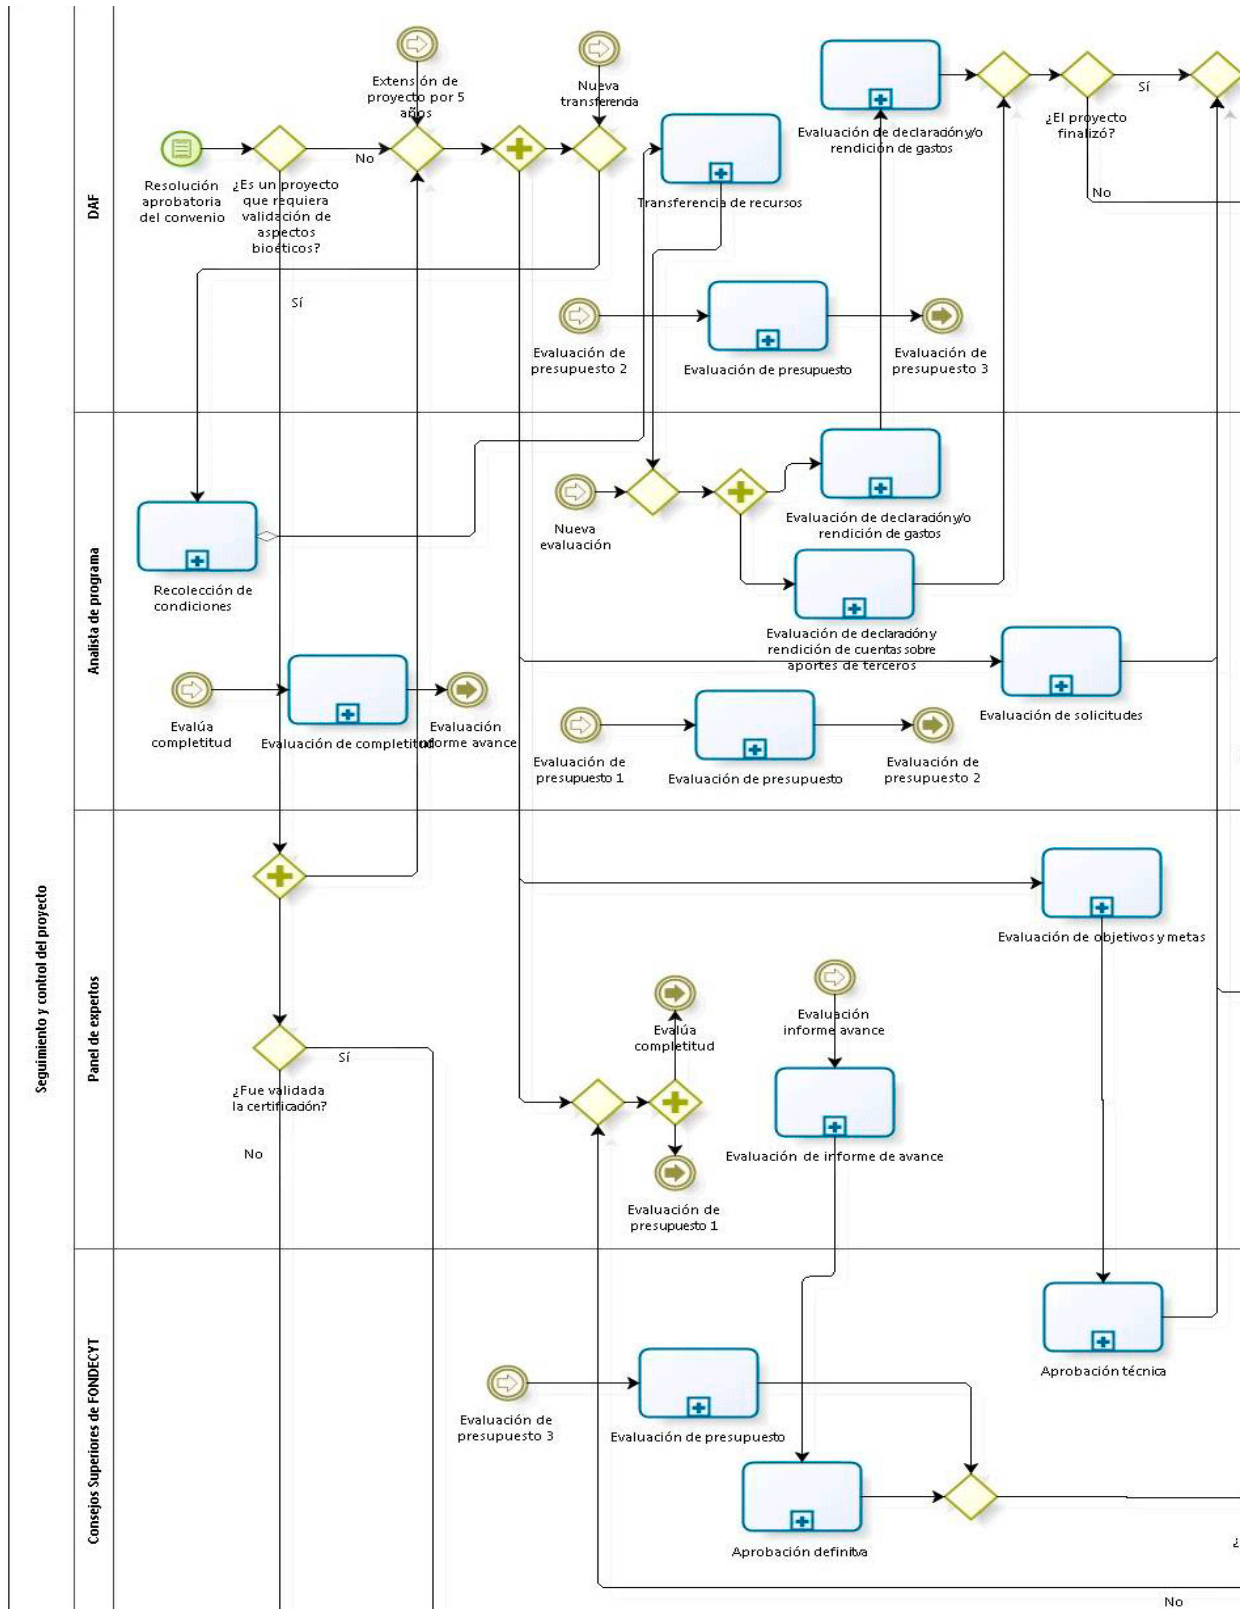 Seguimiento y control del proyecto
DAF
Extensión de
proyecto por 5
años
Nueva
transferencia
Resolución
aprobatoria
del convenio
¿Es un proyecto
que requiera
validación de
aspectos
bioéticos?
No
Sí
Transferencia de recursos
Evaluación de declaracióny/o
rendición de gastos
¿El proyecto
finalizó?
Sí
No
Evaluación de
presupuesto 2
Evaluación de presupuesto
Evaluación de
presupuesto 3
Analista de programa
Recolección de
condiciones
Nueva
evaluación
Evaluación de declaracióny/o
rendición de gastos
Evaluación de declaracióny
rendición de cuentas sobre
aportes de terceros
Evaluación de solicitudes
Evalúa
completitud
Evaluación de completitud
Evaluación
informe avance
Evaluación de
presupuesto 1
Evaluación de presupuesto
Evaluación de
presupuesto 2
Panel de expertos
Evaluación de objetivos y metas
¿Fue validada
la certificación?
Sí
No
Evalúa
completitud
Evaluación
informe avance
Evaluación de informe de avance
Evaluación de
presupuesto 1
Consejos Superiores de FONDECYT
Aprobación técnica
Evaluación de
presupuesto 3
Evaluación de presupuesto
Aprobación definitva
¿
No